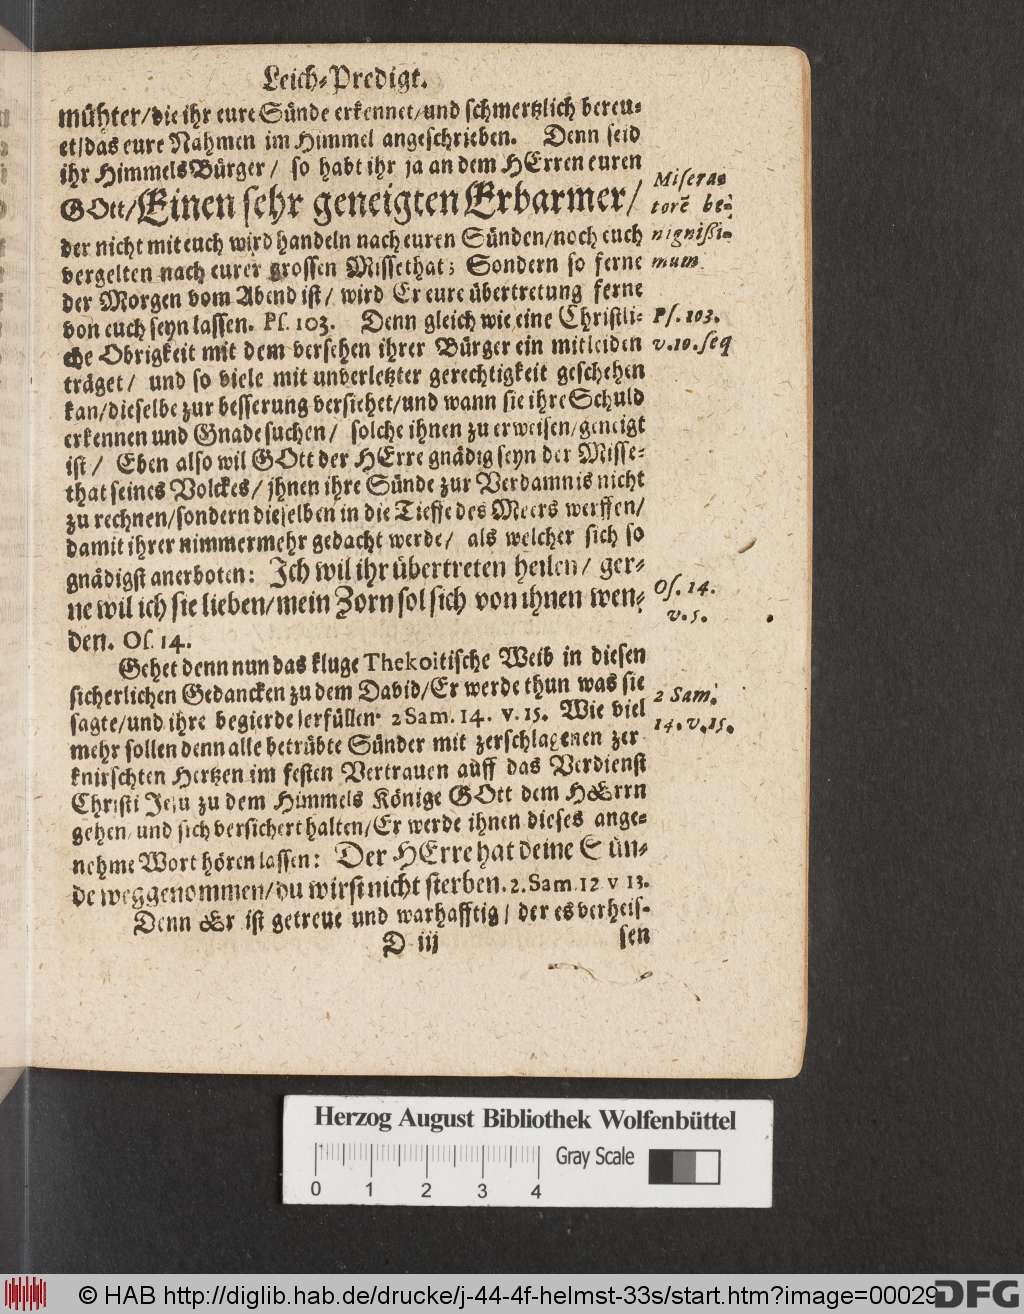 Leich-Predigt.
mühter/die ihr eure Sünde erkennet/und schmertzlich bereu-
et/das eure Nahmen im Himmel angeschrieben. Denn seid
ihr HimmelsBürger/ so habt ihr ja an dem HErren euren
GOtt/Einen sehr geneigten Erbarmer/
der nicht mit euch wird handeln nach euren Sünden/noch euch
vergelten nach eurer grossen Missethat; Sondern so ferne
der Morgen vom Abend ist/ wird Er eure übertretung ferne
von euch seyn lassen. Ps. 103. Denn gleich wie eine Christli-
che Obrigkeit mit dem versehen ihrer Bürger ein mitleiden
träget/ und so viele mit unverletzter gerechtigkeit geschehen
kan/dieselbe zur besserung versiehet/und wann sie ihre Schuld
erkennen und Gnade suchen/ solche ihnen zu erweisen/geneigt
ist/ Eben also wil GOtt der HErre gnädig seyn der Misse-
that seines Volckes/ jhnen ihre Sünde zur Verdamnis nicht
zu rechnen/sondern dieselben in die Tieffe des Meers werffen/
damit ihrer nimmermehr gedacht werde/ als welcher sich so
gnädigst anerboten: Ich wil ihr übertreten heilen/ ger-
ne wil ich sie lieben/mein Zorn sol sich von ihnen wen-
den. Os. 14.
Gehet denn nun das kluge Thekoitische Weib in diesen
sicherlichen Gedancken zu dem David/Er werde thun was sie
sagte/und ihre begierde erfüllen. 2 Sam. 14. v. 15. Wie viel
mehr sollen denn alle betrübte Sünder mit zerschlagenen zer
knirschten Hertzen im festen Vertrauen auff das Verdienst
Christi Jesu zu dem Himmels Könige GOtt dem HErrn
gehen, und sich versichert halten/Er werde ihnen dieses ange-
nehme Wort hören lassen: Der HErre hat deine Sün-
de weggenommen/du wirst nicht sterben. 2. Sam. 12 v 13.
Denn Er ist getreue und warhafftig/ der es verheis-
D iij
sen
Misera-
torē be-
nignißi-
mum
Ps. 103.
v. 10. seq
Os. 14.
v. 5.
2 Sam.
14. v. 15.
Herzog August Bibliothek Wolfenbüttel
Gray Scale
0 1 2 3 4
© HAB http://diglib.hab.de/drucke/j-44-4f-helmst-33s/start.htm?image=00029
DFG